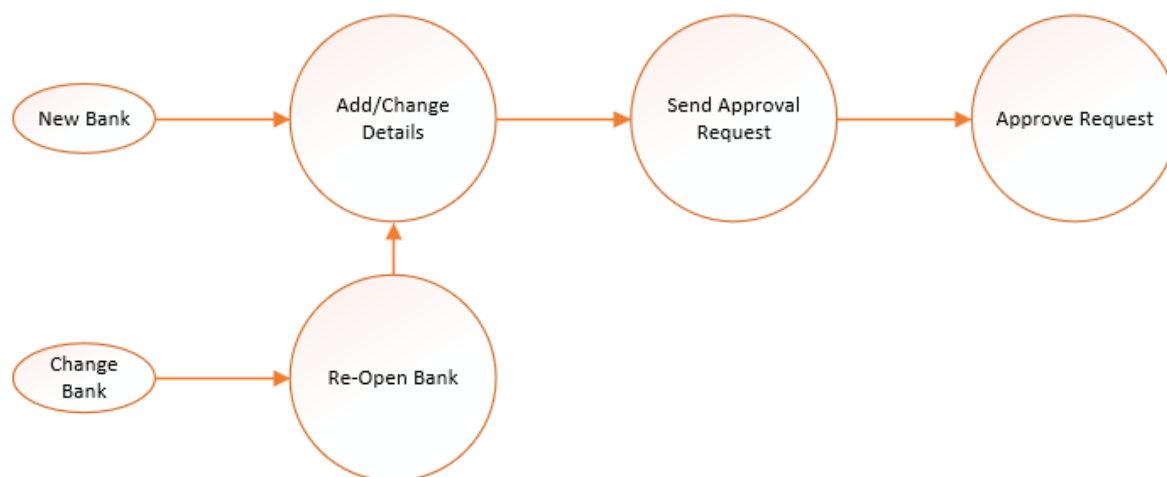 New Bank
Add/Change
Details
Send Approval
Request
Approve Request
Change
Bank
Re-Open Bank